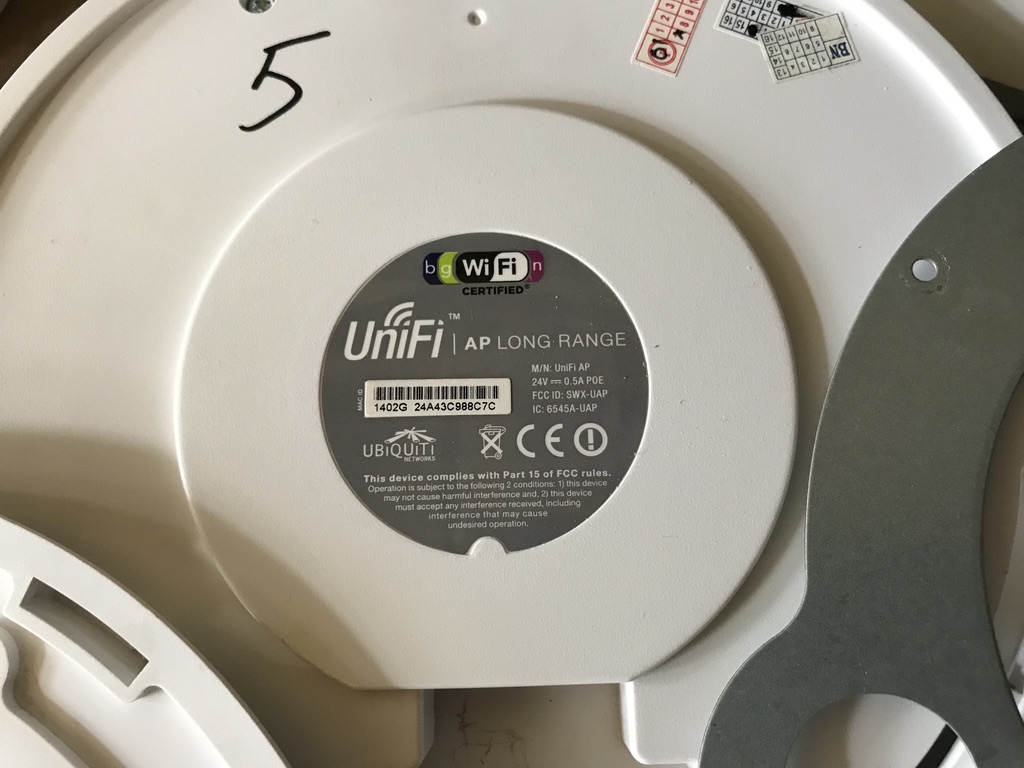 5
BN
b g WiFi n
CERTIFIED®
UniFi™ | AP LONG RANGE
M/N: UniFi AP
24V ⎓ 0.5A POE
FCC ID: SWX-UAP
IC: 6545A-UAP
MAC ID
1402G 24A43C988C7C
UBiQUiTi
NETWORKS
CE
This device complies with Part 15 of FCC rules.
Operation is subject to the following 2 conditions: 1) this device
may not cause harmful interference and, 2) this device
must accept any interference received, including
interference that may cause
undesired operation.